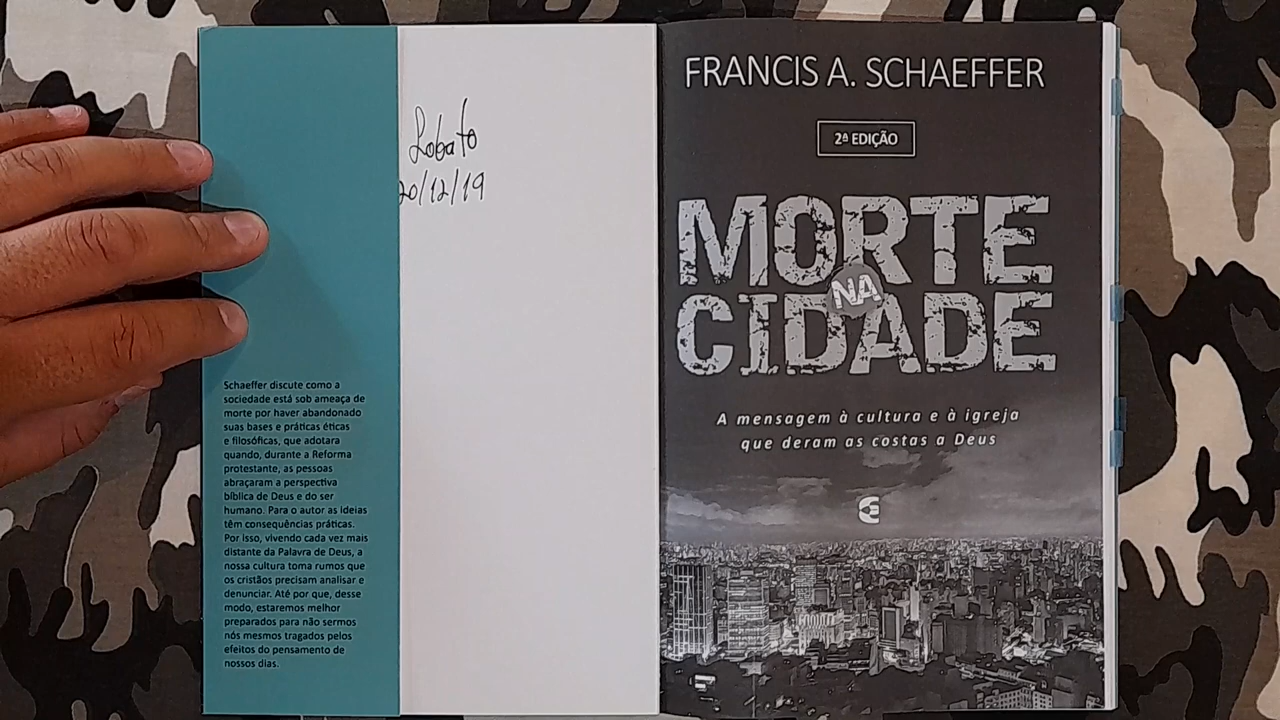 Schaeffer discute como a
sociedade está sob ameaça de
morte por haver abandonado
suas bases e práticas éticas
e filosóficas, que adotara
quando, durante a Reforma
protestante, as pessoas
abraçaram a perspectiva
bíblica de Deus e do ser
humano. Para o autor as ideias
têm consequências práticas.
Por isso, vivendo cada vez mais
distante da Palavra de Deus, a
nossa cultura toma rumos que
os cristãos precisam analisar e
denunciar. Até por que, desse
modo, estaremos melhor
preparados para não sermos
nós mesmos tragados pelos
efeitos do pensamento de
nossos dias.
Lobato
20/12/19
FRANCIS A. SCHAEFFER
2ª EDIÇÃO
MORTE
NA
CIDADE
A mensagem à cultura e à igreja
que deram as costas a Deus